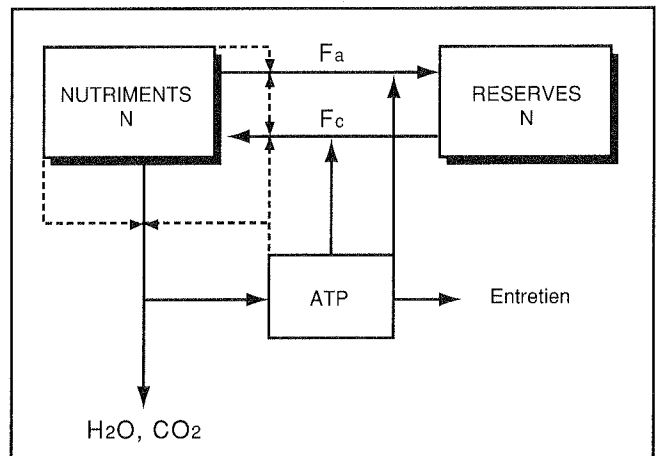 NUTRIMENTS
N
Fa
RESERVES
N
Fc
ATP
Entretien
H2O, CO2